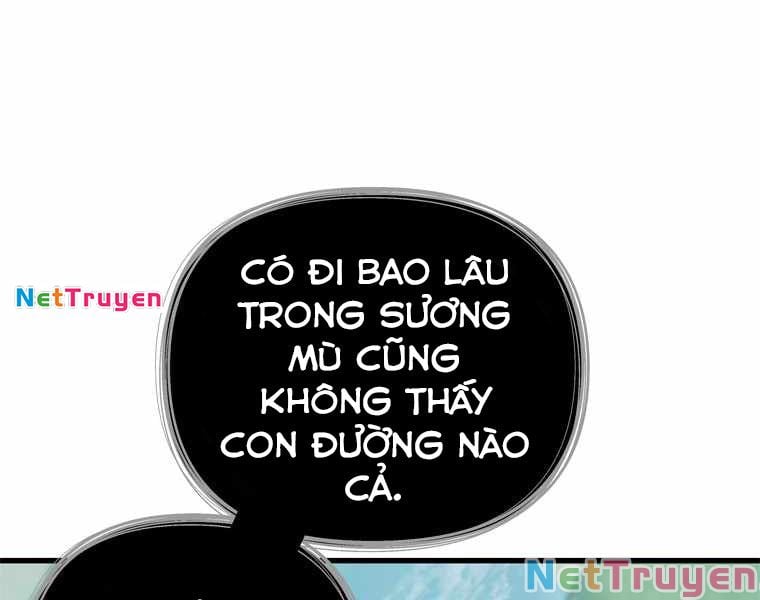 CÓ ĐI BAO LÂU
NetTruyen
TRONG SƯƠNG
MÙ CŨNG
KHÔNG THẤY
CON ĐƯỜNG NÀO
CẢ.
NetTruyen